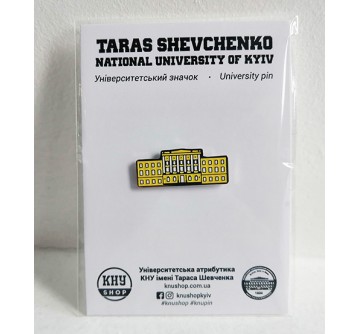 TARAS SHEVCHENKO
NATIONAL UNIVERSITY OF KYIV
Університетський значок · University pin
КНУ
SHOP
Університетська атрибутика
КНУ імені Тараса Шевченка
knushop.com.ua
knushopkyiv
#knushop #knupin